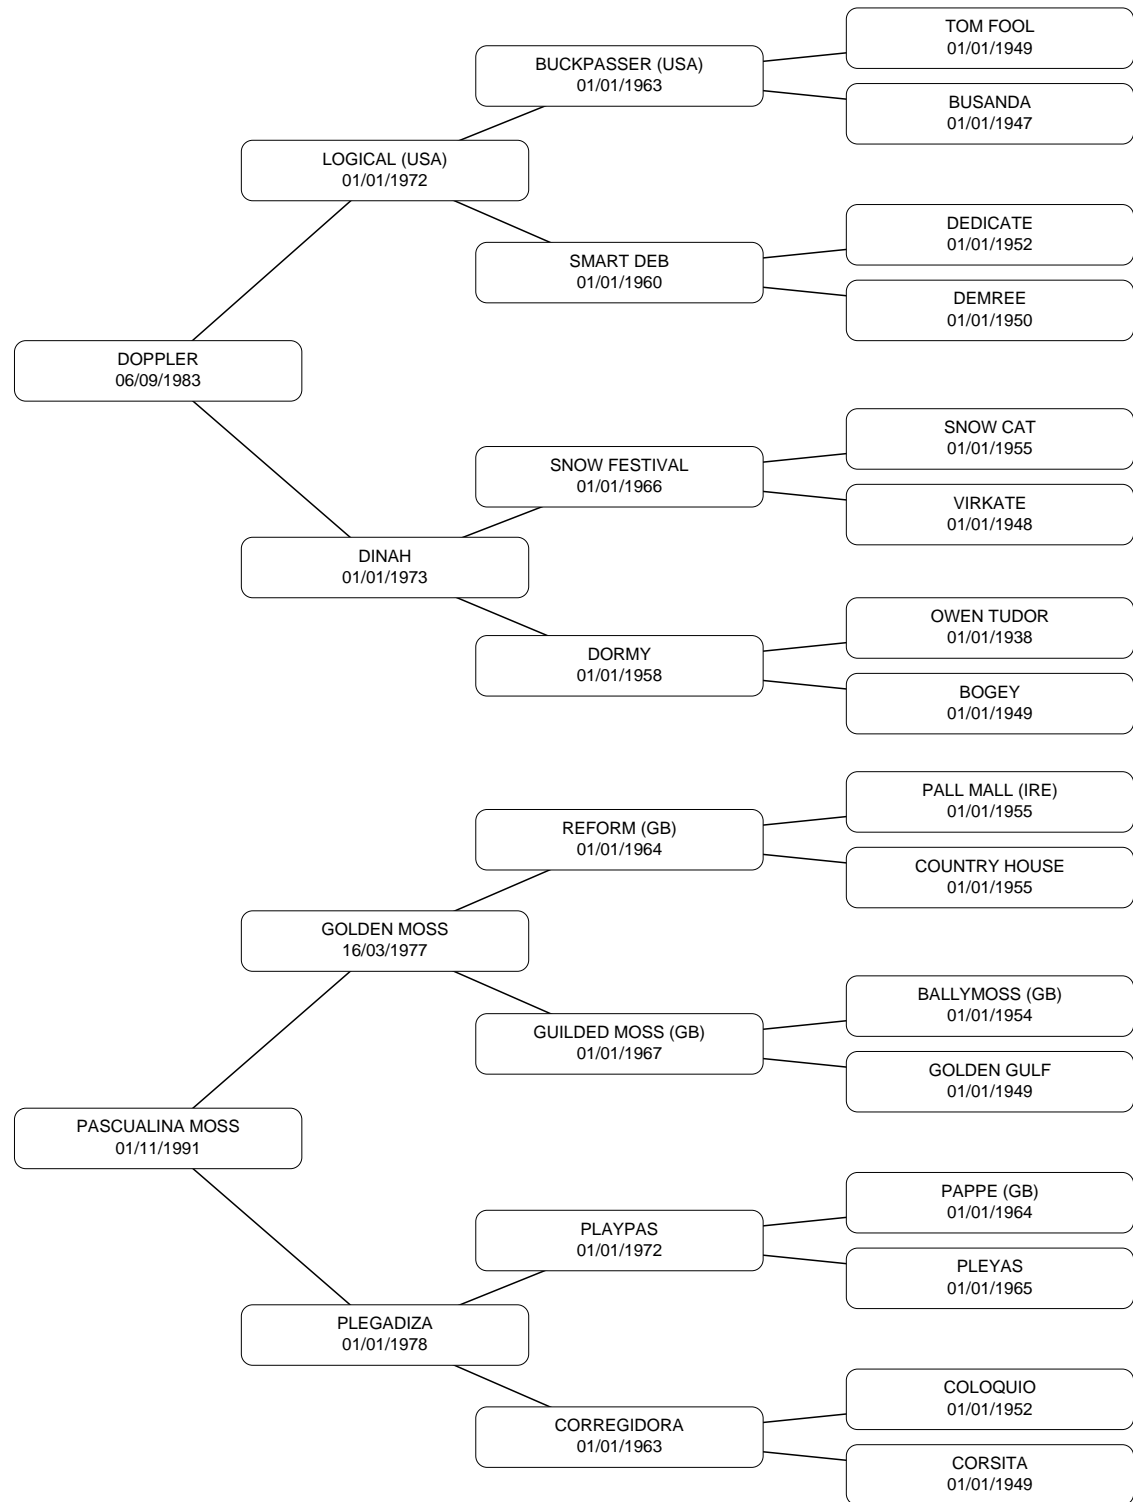 TOM FOOL
01/01/1949
BUCKPASSER (USA)
01/01/1963
BUSANDA
01/01/1947
LOGICAL (USA)
01/01/1972
DEDICATE
01/01/1952
SMART DEB
01/01/1960
DEMREE
01/01/1950
DOPPLER
06/09/1983
SNOW CAT
01/01/1955
SNOW FESTIVAL
01/01/1966
VIRKATE
01/01/1948
DINAH
01/01/1973
OWEN TUDOR
01/01/1938
DORMY
01/01/1958
BOGEY
01/01/1949
PALL MALL (IRE)
01/01/1955
REFORM (GB)
01/01/1964
COUNTRY HOUSE
01/01/1955
GOLDEN MOSS
16/03/1977
BALLYMOSS (GB)
01/01/1954
GUILDED MOSS (GB)
01/01/1967
GOLDEN GULF
01/01/1949
PASCUALINA MOSS
01/11/1991
PAPPE (GB)
01/01/1964
PLAYPAS
01/01/1972
PLEYAS
01/01/1965
PLEGADIZA
01/01/1978
COLOQUIO
01/01/1952
CORREGIDORA
01/01/1963
CORSITA
01/01/1949